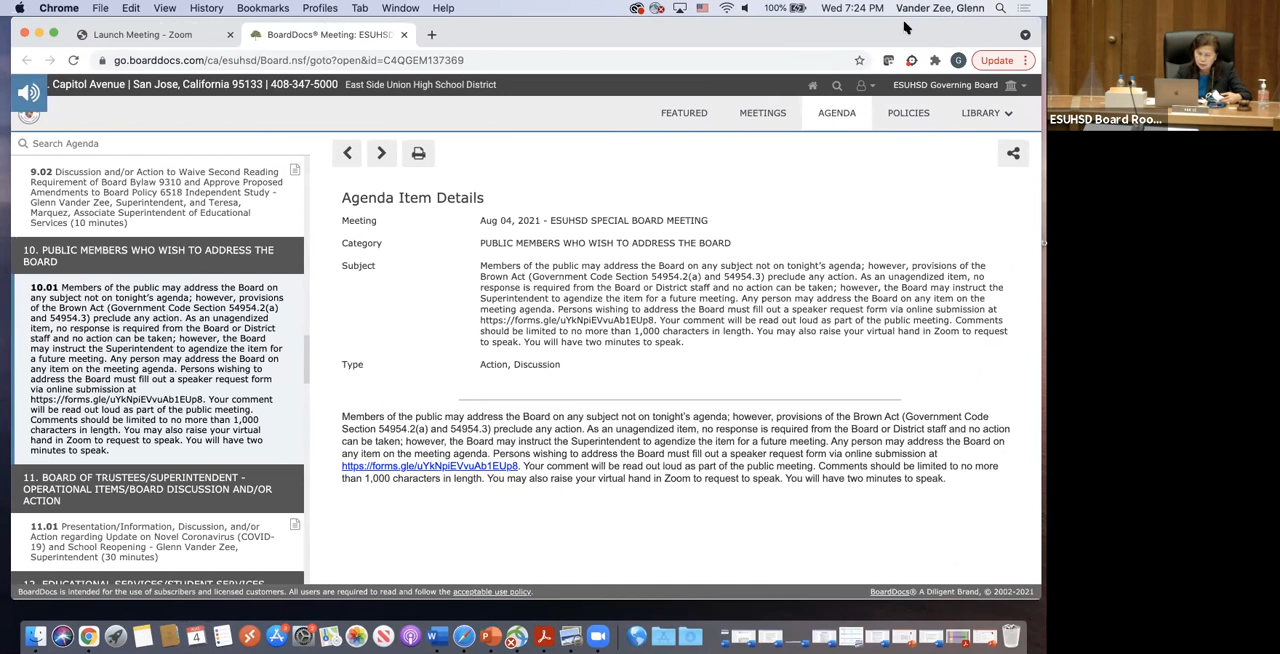 Chrome File Edit View History Bookmarks Profiles Tab Window Help 100% Wed 7:24 PM Vander Zee, Glenn
Launch Meeting - Zoom
BoardDocs® Meeting: ESUHSD
go.boarddocs.com/ca/esuhsd/Board.nsf/goto?open&id=C4QGEM137369
G
Update
Capitol Avenue | San Jose, California 95133 | 408-347-5000 East Side Union High School District
ESUHSD Governing Board
FEATURED MEETINGS AGENDA POLICIES LIBRARY
Search Agenda
9.02 Discussion and/or Action to Waive Second Reading
Requirement of Board Bylaw 9310 and Approve Proposed
Amendments to Board Policy 6518 Independent Study -
Glenn Vander Zee, Superintendent, and Teresa,
Marquez, Associate Superintendent of Educational
Services (10 minutes)
10. PUBLIC MEMBERS WHO WISH TO ADDRESS THE
BOARD
10.01 Members of the public may address the Board on
any subject not on tonight's agenda; however, provisions
of the Brown Act (Government Code Section 54954.2(a)
and 54954.3) preclude any action. As an unagendized
item, no response is required from the Board or District
staff and no action can be taken; however, the Board
may instruct the Superintendent to agendize the item for
a future meeting. Any person may address the Board on
any item on the meeting agenda. Persons wishing to
address the Board must fill out a speaker request form
via online submission at
https://forms.gle/uYkNpiEVvuAb1EUp8. Your comment
will be read out loud as part of the public meeting.
Comments should be limited to no more than 1,000
characters in length. You may also raise your virtual
hand in Zoom to request to speak. You will have two
minutes to speak.
11. BOARD OF TRUSTEES/SUPERINTENDENT -
OPERATIONAL ITEMS/BOARD DISCUSSION AND/OR
ACTION
11.01 Presentation/Information, Discussion, and/or
Action regarding Update on Novel Coronavirus (COVID-
19) and School Reopening - Glenn Vander Zee,
Superintendent (30 minutes)
12. EDUCATIONAL SERVICES/STUDENT SERVICES
Agenda Item Details
Meeting Aug 04, 2021 - ESUHSD SPECIAL BOARD MEETING
Category PUBLIC MEMBERS WHO WISH TO ADDRESS THE BOARD
Subject Members of the public may address the Board on any subject not on tonight's agenda; however, provisions of the
Brown Act (Government Code Section 54954.2(a) and 54954.3) preclude any action. As an unagendized item, no
response is required from the Board or District staff and no action can be taken; however, the Board may instruct the
Superintendent to agendize the item for a future meeting. Any person may address the Board on any item on the
meeting agenda. Persons wishing to address the Board must fill out a speaker request form via online submission at
https://forms.gle/uYkNpiEVvuAb1EUp8. Your comment will be read out loud as part of the public meeting. Comments
should be limited to no more than 1,000 characters in length. You may also raise your virtual hand in Zoom to request
to speak. You will have two minutes to speak.
Type Action, Discussion
Members of the public may address the Board on any subject not on tonight's agenda; however, provisions of the Brown Act (Government Code
Section 54954.2(a) and 54954.3) preclude any action. As an unagendized item, no response is required from the Board or District staff and no action
can be taken; however, the Board may instruct the Superintendent to agendize the item for a future meeting. Any person may address the Board on
any item on the meeting agenda. Persons wishing to address the Board must fill out a speaker request form via online submission at
https://forms.gle/uYkNpiEVvuAb1EUp8. Your comment will be read out loud as part of the public meeting. Comments should be limited to no more
than 1,000 characters in length. You may also raise your virtual hand in Zoom to request to speak. You will have two minutes to speak.
BoardDocs is intended for the use of subscribers and licensed customers. All users are required to read and follow the acceptable use policy.
BoardDocs® A Diligent Brand, © 2002-2021
ESUHSD Board Roo...